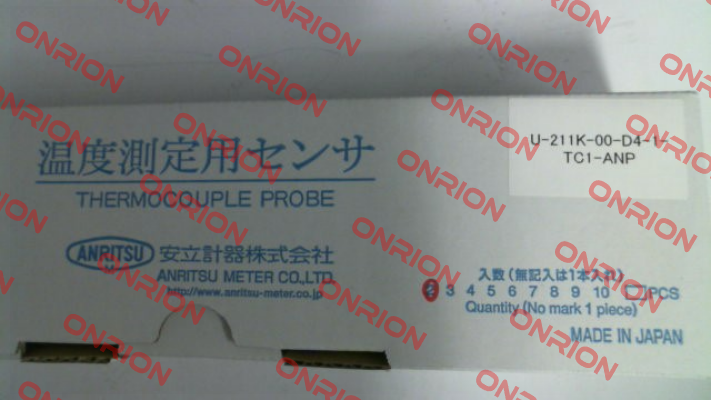 温度測定用センサ
THERMOCOUPLE PROBE
U-211K-00-D4-1-
TC1-ANP
ANRITSU
安立計器株式会社
ANRITSU METER CO.,LTD.
http://www.anritsu-meter.co.jp
入数(無記入は1本入れ)
3 4 5 6 7 8 9 10 PCS
Quantity (No mark 1 piece)
MADE IN JAPAN
ONRION